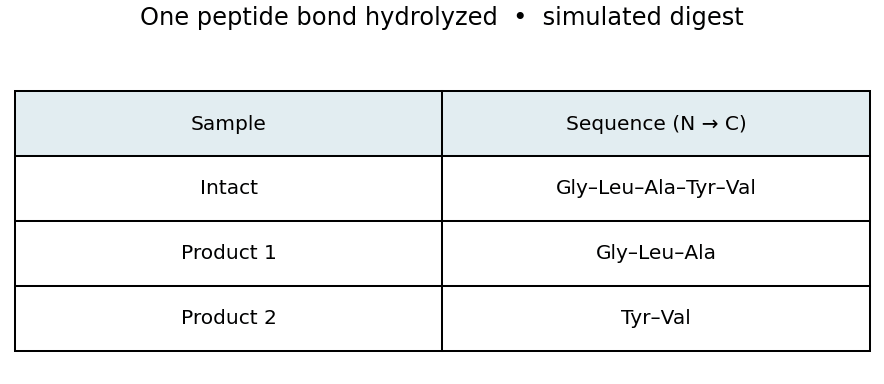 One peptide bond hydrolyzed • simulated digest
Sample Sequence (N → C)
Intact Gly–Leu–Ala–Tyr–Val
Product 1 Gly–Leu–Ala
Product 2 Tyr–Val